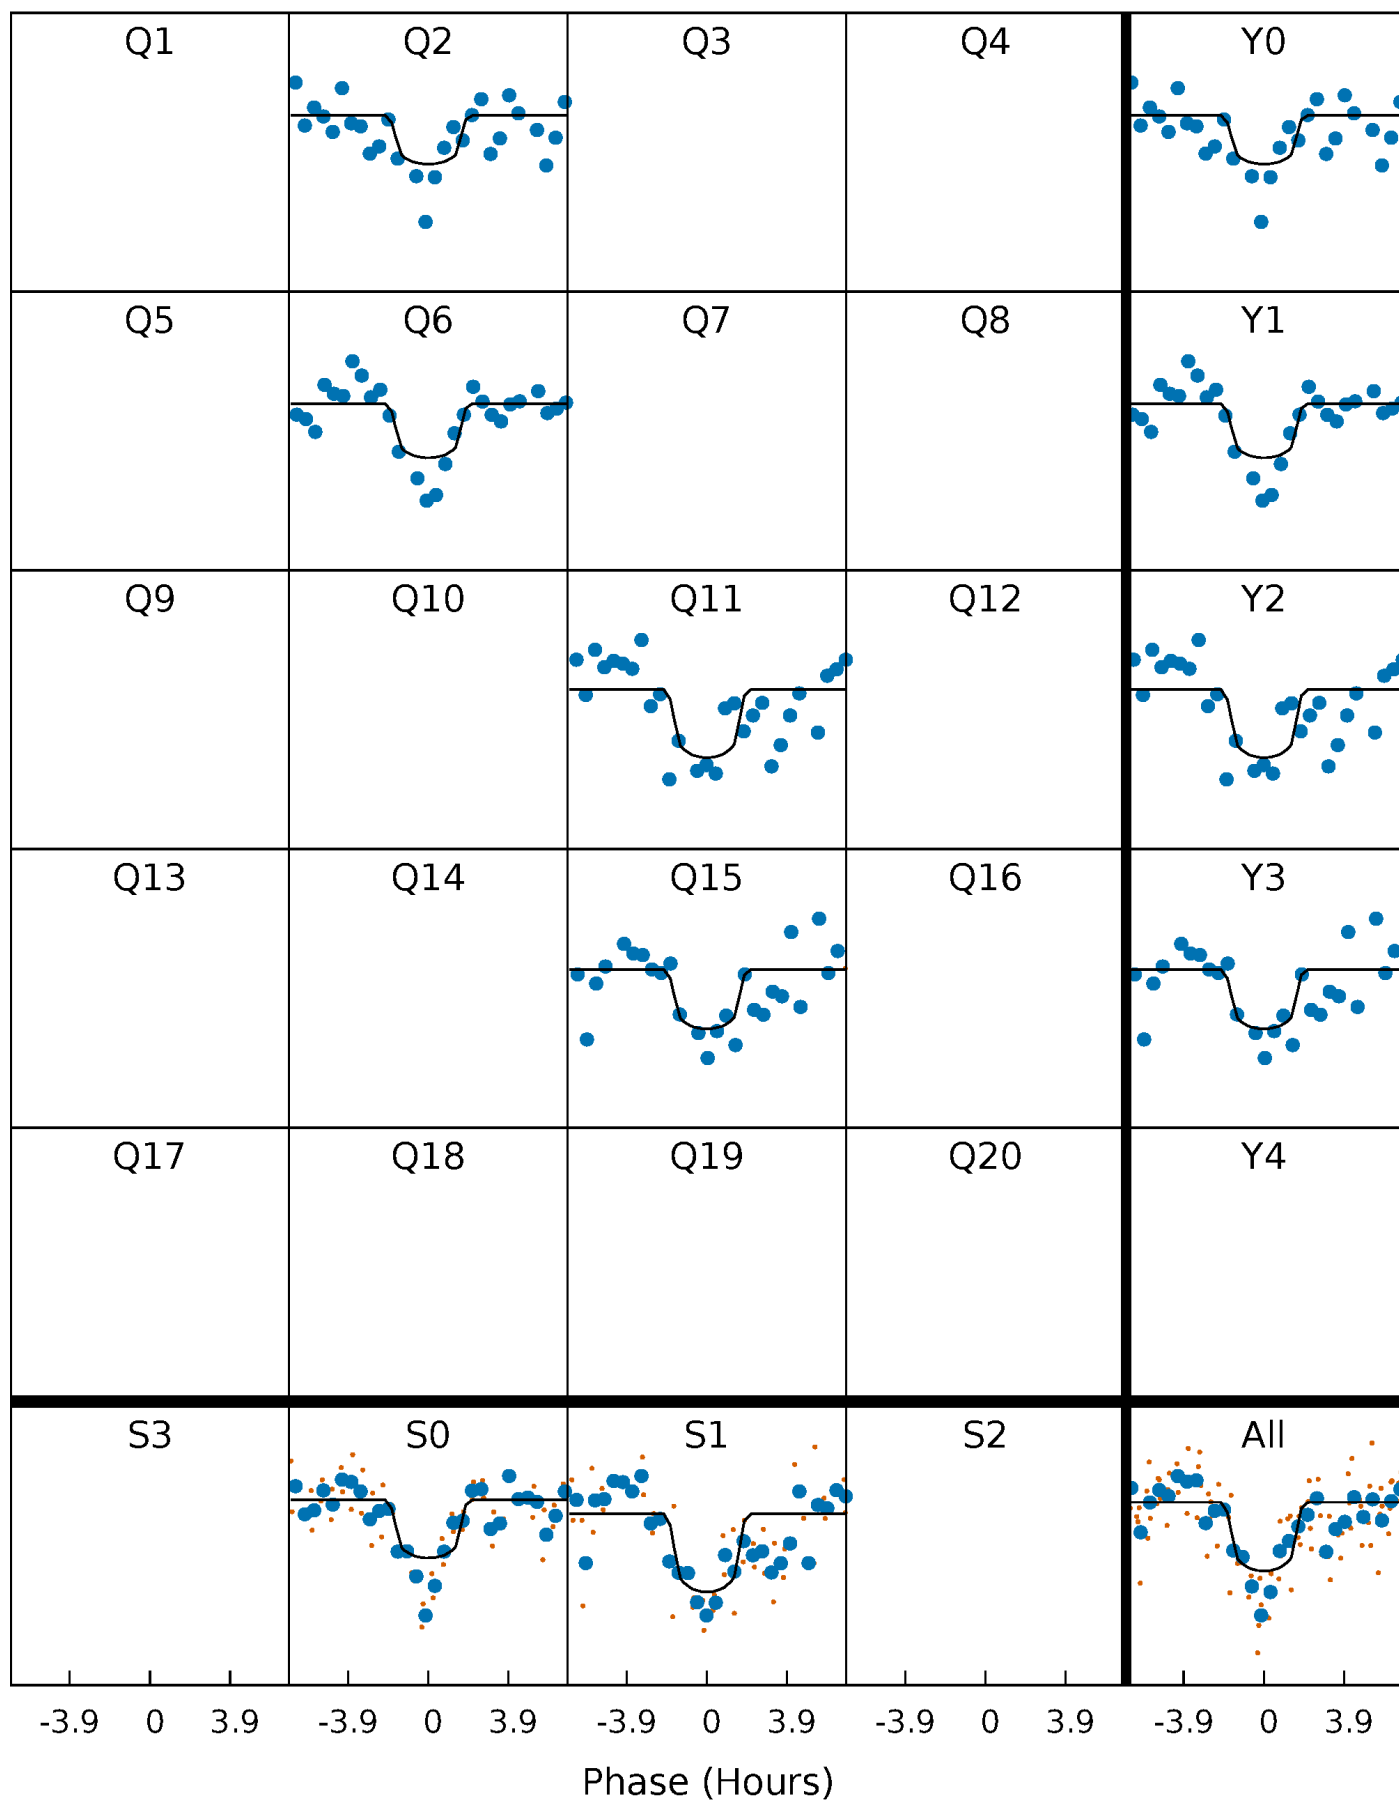 Q1 Q2 Q3 Q4 Y0
Q5 Q6 Q7 Q8 Y1
Q9 Q10 Q11 Q12 Y2
Q13 Q14 Q15 Q16 Y3
Q17 Q18 Q19 Q20 Y4
S3 S0 S1 S2 All
-3.9 0 3.9 -3.9 0 3.9 -3.9 0 3.9 -3.9 0 3.9 -3.9 0 3.9
Phase (Hours)